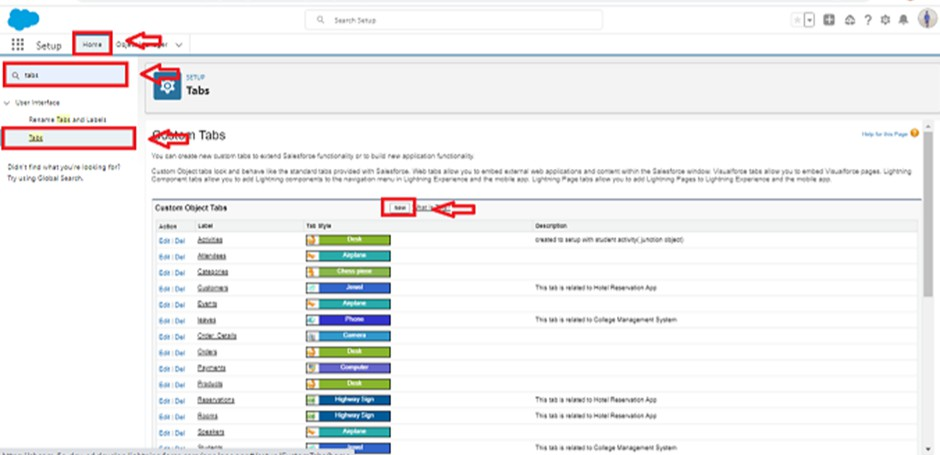 Search Setup
Setup Home Object Manager
tabs
User Interface
Rename Tabs and Labels
Tabs
Didn't find what you're looking for?
Try using Global Search.
SETUP
Tabs
Custom Tabs
Help for this Page
You can create new custom tabs to extend Salesforce functionality or to build new application functionality.
Custom Object tabs look and behave like the standard tabs provided with Salesforce. Web tabs allow you to embed external web applications and content within the Salesforce window. Visualforce tabs allow you to embed Visualforce pages. Lightning
Component tabs allow you to add Lightning components to the navigation menu in Lightning Experience and the mobile app. Lightning Page tabs allow you to add Lightning Pages to Lightning Experience and the mobile app.
Custom Object Tabs New What Is
Action Label Tab Style Description
Edit | Del Activities Desk created to setup with student activity( junction object)
Edit | Del Attendees Airplane
Edit | Del Categories Chess piece
Edit | Del Customers Jewel This tab is related to Hotel Reservation App
Edit | Del Events Airplane
Edit | Del leaves Phone This tab is related to College Management System
Edit | Del Order_Details Camera
Edit | Del Orders Desk
Edit | Del Payments Computer
Edit | Del Products Desk
Edit | Del Reservations Highway Sign This tab is related to Hotel Reservation App
Edit | Del Rooms Highway Sign This tab is related to Hotel Reservation App
Edit | Del Speakers Airplane
Edit | Del Students Jewel This tab is related to College Management System